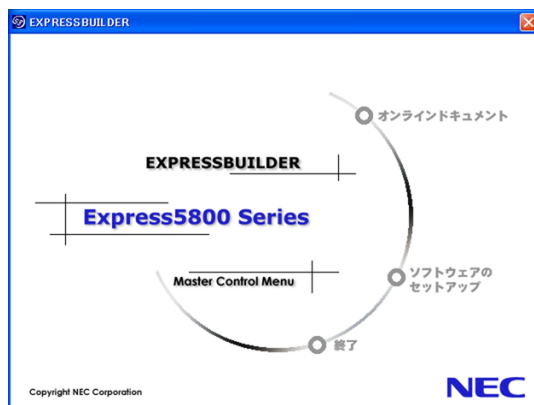 EXPRESSBUILDER
オンラインドキュメント
EXPRESSBUILDER
Express5800 Series
Master Control Menu
ソフトウェアの
セットアップ
終了
Copyright NEC Corporation
NEC